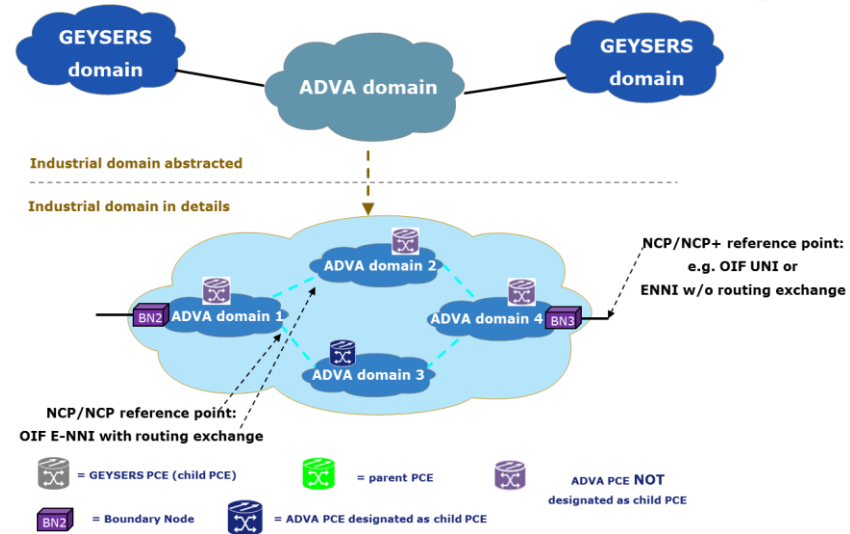 GEYSERS
domain
ADVA domain
GEYSERS
domain
Industrial domain abstracted
Industrial domain in details
NCP/NCP+ reference point:
e.g. OIF UNI or
ENNI w/o routing exchange
ADVA domain 2
BN2
ADVA domain 1
ADVA domain 4
BN3
ADVA domain 3
NCP/NCP reference point:
OIF E-NNI with routing exchange
= GEYSERS PCE (child PCE)
= parent PCE
ADVA PCE NOT
designated as child PCE
BN2
= Boundary Node
= ADVA PCE designated as child PCE